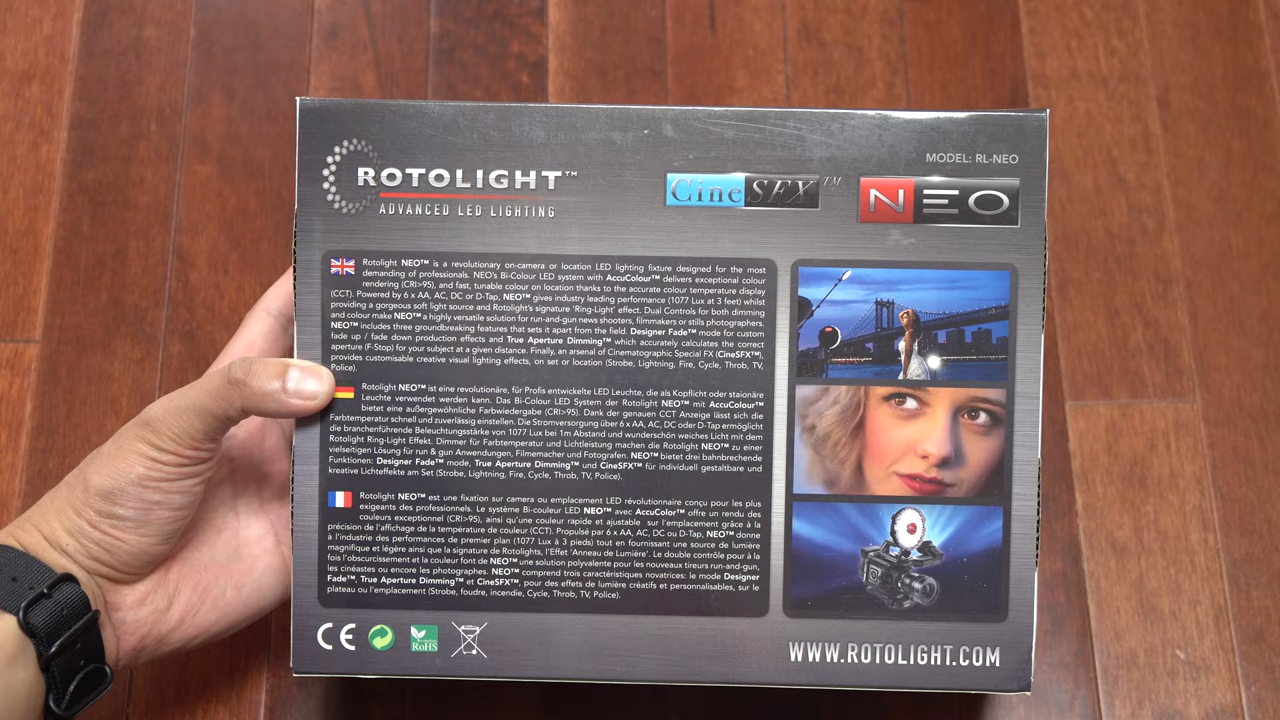 ROTOLIGHT™
ADVANCED LED LIGHTING
CineSFX™
MODEL: RL-NEO
NEO
Rotolight NEO™ is a revolutionary on-camera or location LED lighting fixture designed for the most
demanding of professionals. NEO's Bi-Colour LED system with AccuColour™ delivers exceptional colour
rendering (CRI>95), and fast, tunable colour on location thanks to the accurate colour temperature display
(CCT). Powered by 6 x AA, AC, DC or D-Tap, NEO™ gives industry leading performance (1077 Lux at 3 feet) whilst
providing a gorgeous soft light source and Rotolight's signature 'Ring-Light' effect. Dual Controls for both dimming
and colour make NEO™ a highly versatile solution for run-and-gun news shooters, filmmakers or stills photographers.
NEO™ includes three groundbreaking features that sets it apart from the field. Designer Fade™ mode for custom
fade up / fade down production effects and True Aperture Dimming™ which accurately calculates the correct
aperture (F-Stop) for your subject at a given distance. Finally, an arsenal of Cinematographic Special FX (CineSFX™),
provides customisable creative visual lighting effects, on set or location (Strobe, Lightning, Fire, Cycle, Throb, TV,
Police).
Rotolight NEO™ ist eine revolutionäre, für Profis entwickelte LED Leuchte, die als Kopflicht oder staionäre
Leuchte verwendet werden kann. Das Bi-Colour LED System der Rotolight NEO™ mit AccuColour™
bietet eine außergewöhnliche Farbwiedergabe (CRI>95). Dank der genauen CCT Anzeige lässt sich die
Farbtemperatur schnell und zuverlässig einstellen. Die Stromversorgung über 6 x AA, AC, DC oder D-Tap ermöglicht
die branchenführende Beleuchtungsstärke von 1077 Lux bei 1m Abstand und wunderschön weiches Licht mit dem
Rotolight Ring-Light Effekt. Dimmer für Farbtemperatur und Lichtleistung machen die Rotolight NEO™ zu einer
vielseitigen Lösung für run & gun Anwendungen, Filmemacher und Fotografen. NEO™ bietet drei bahnbrechende
Funktionen: Designer Fade™ mode, True Aperture Dimming™ und CineSFX™ für individuell gestaltbare und
kreative Lichteffekte am Set (Strobe, Lightning, Fire, Cycle, Throb, TV, Police).
Rotolight NEO™ est une fixation sur camera ou emplacement LED révolutionnaire conçu pour les plus
exigeants des professionnels. Le système Bi-couleur LED NEO™ avec AccuColor™ offre un rendu des
couleurs exceptionnel (CRI>95), ainsi qu'une couleur rapide et ajustable sur l'emplacement grâce à la
précision de l'affichage de la température de couleur (CCT). Propulsé par 6 x AA, AC, DC ou D-Tap, NEO™ donne
à l'industrie des performances de premier plan (1077 Lux à 3 pieds) tout en fournissant une source de lumière
magnifique et légère ainsi que la signature de Rotolights, l'Effet 'Anneau de Lumière'. Le double contrôle pour à la
fois l'obscurcissement et la couleur font de NEO™ une solution polyvalente pour les nouveaux tireurs run-and-gun,
les cinéastes ou encore les photographes. NEO™ comprend trois caractéristiques novatrices: le mode Designer
Fade™, True Aperture Dimming™ et CineSFX™, pour des effets de lumière créatifs et personnalisables, sur le
plateau ou l'emplacement (Strobe, foudre, incendie, Cycle, Throb, TV, Police).
CE
RoHS
WWW.ROTOLIGHT.COM